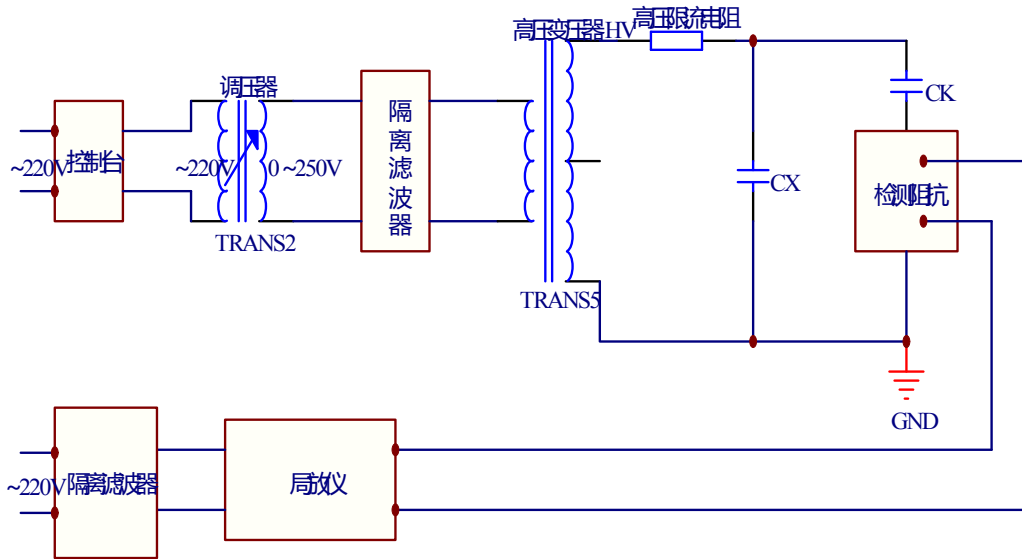 高压变压器HV
高压限流电阻
调压器
隔离滤波器
CK
~220V
控制台
~220V
0 ~250V
CX
检测阻抗
TRANS2
TRANS5
GND
~220V
隔离滤波器
局放仪